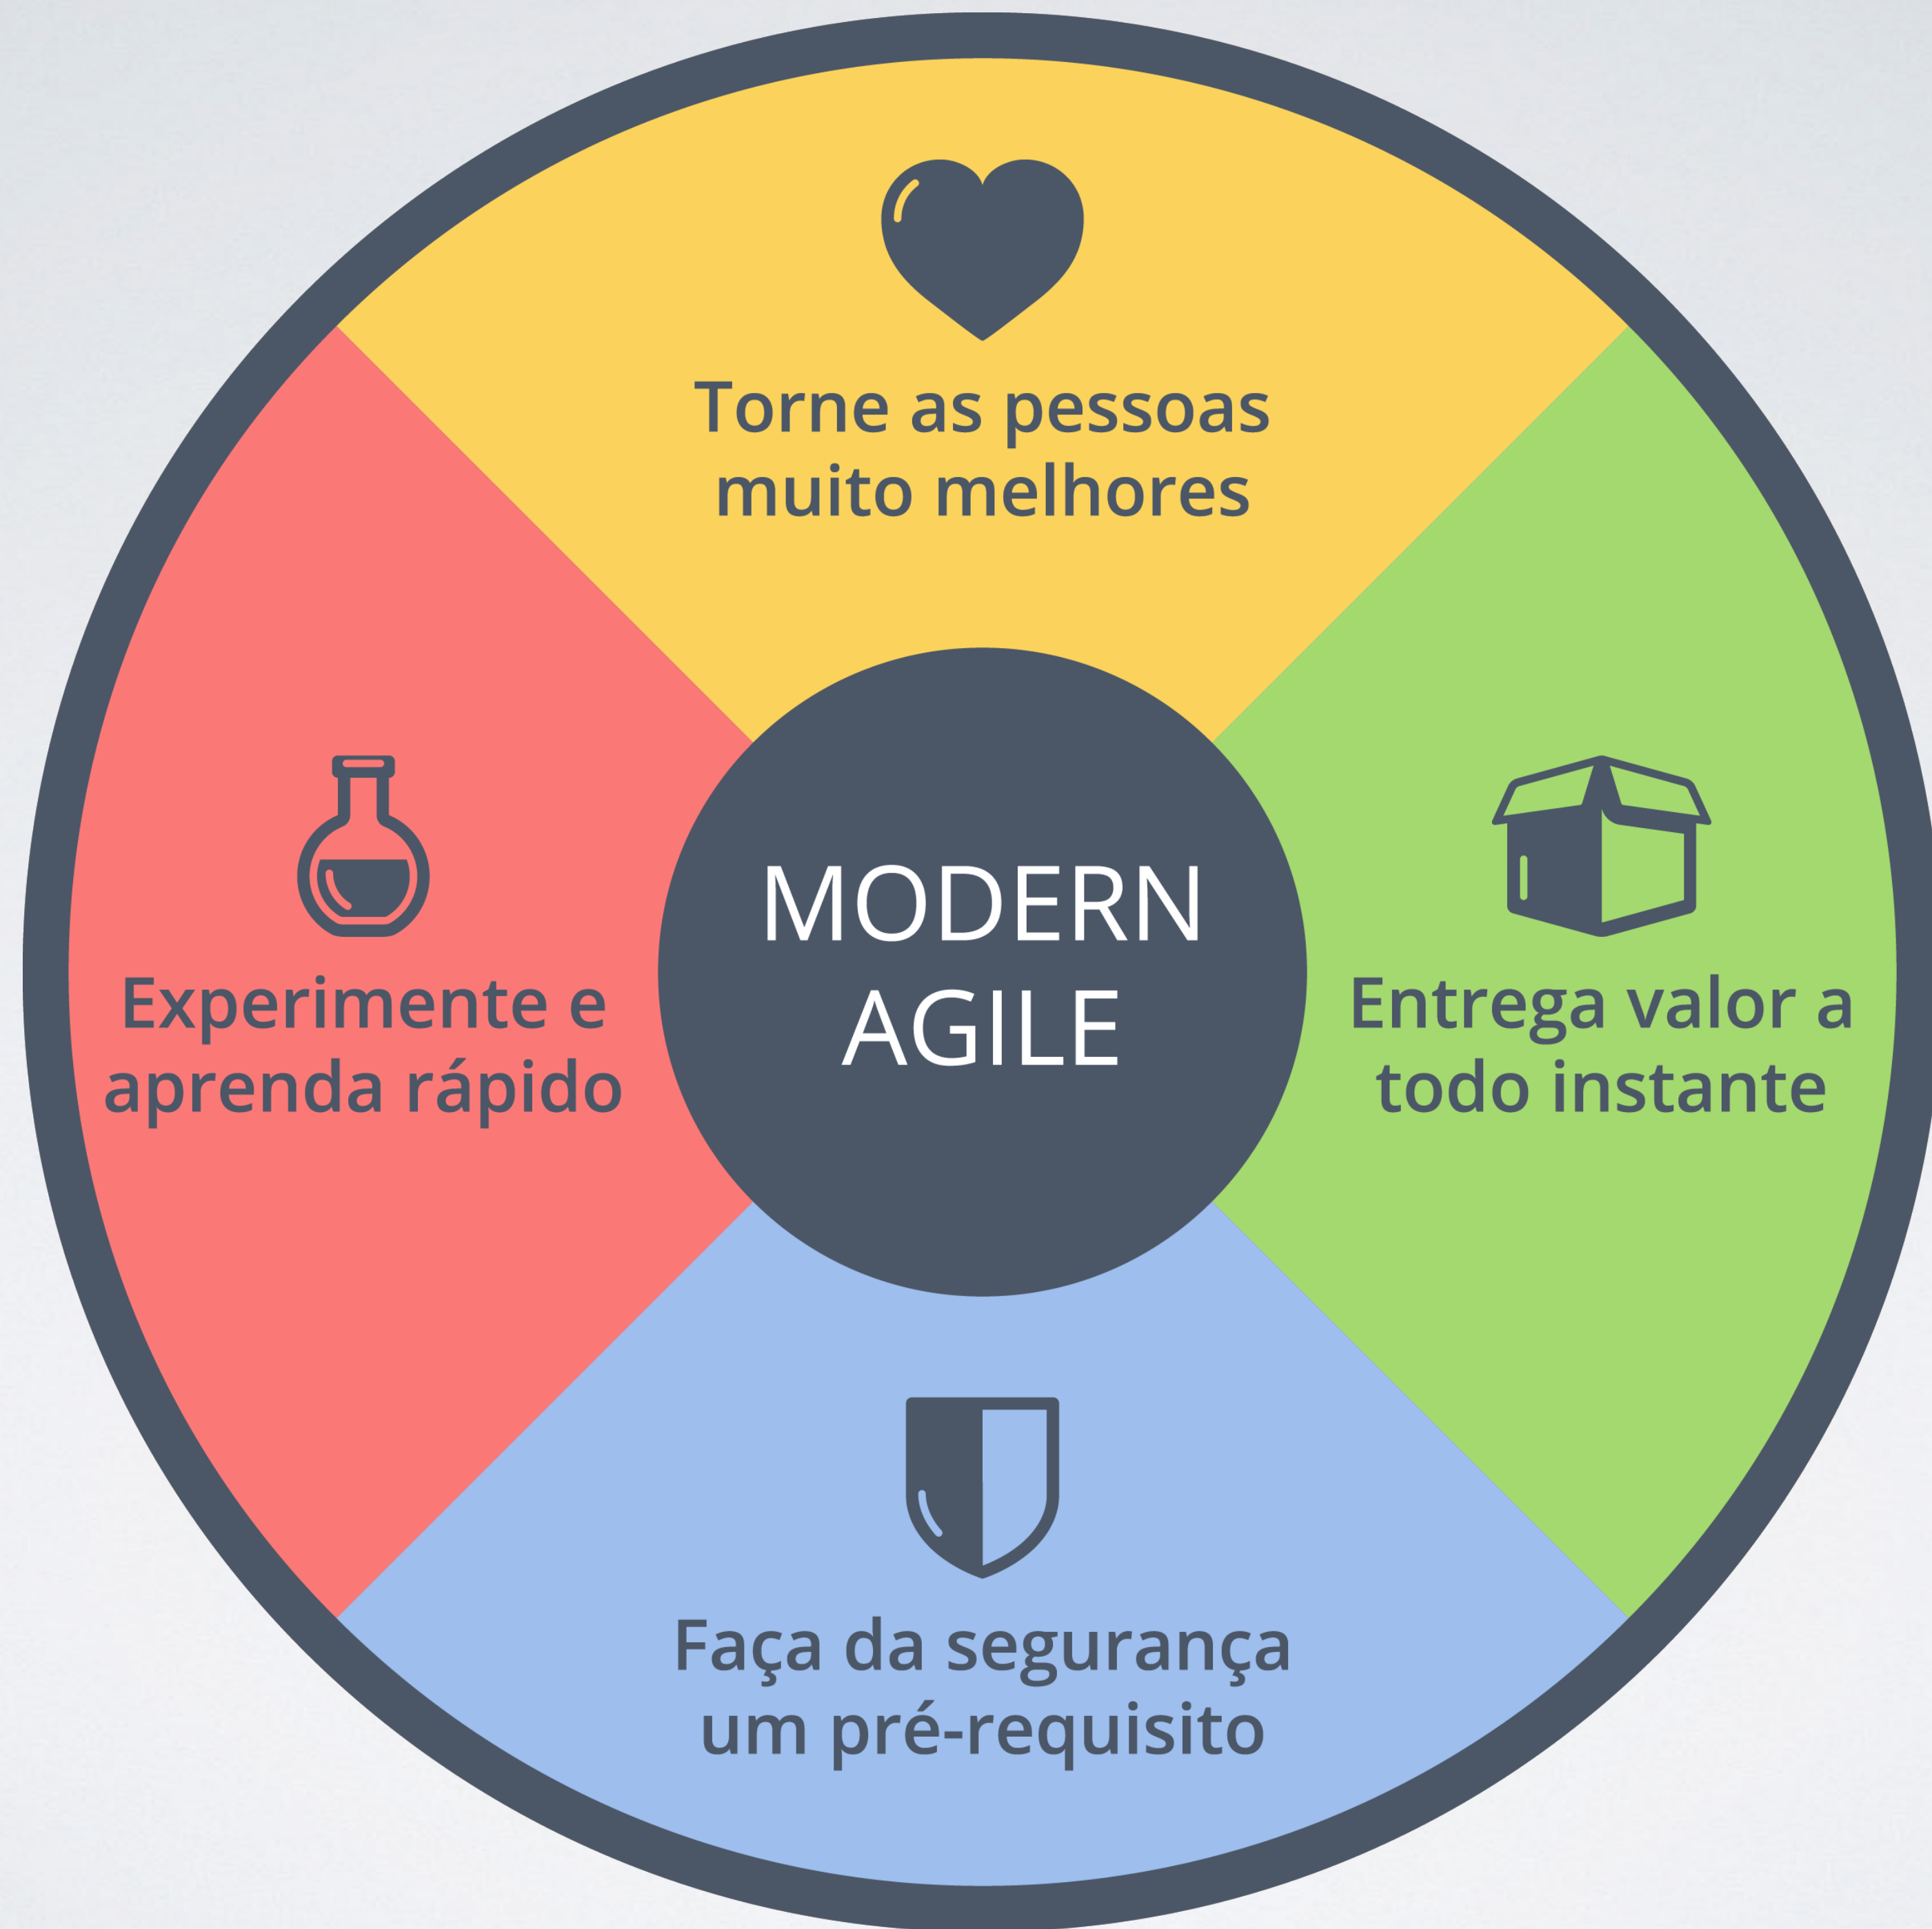 Torne as pessoas
muito melhores
Experimente e
aprenda rápido
MODERN
AGILE
Entrega valor a
todo instante
Faça da segurança
um pré-requisito